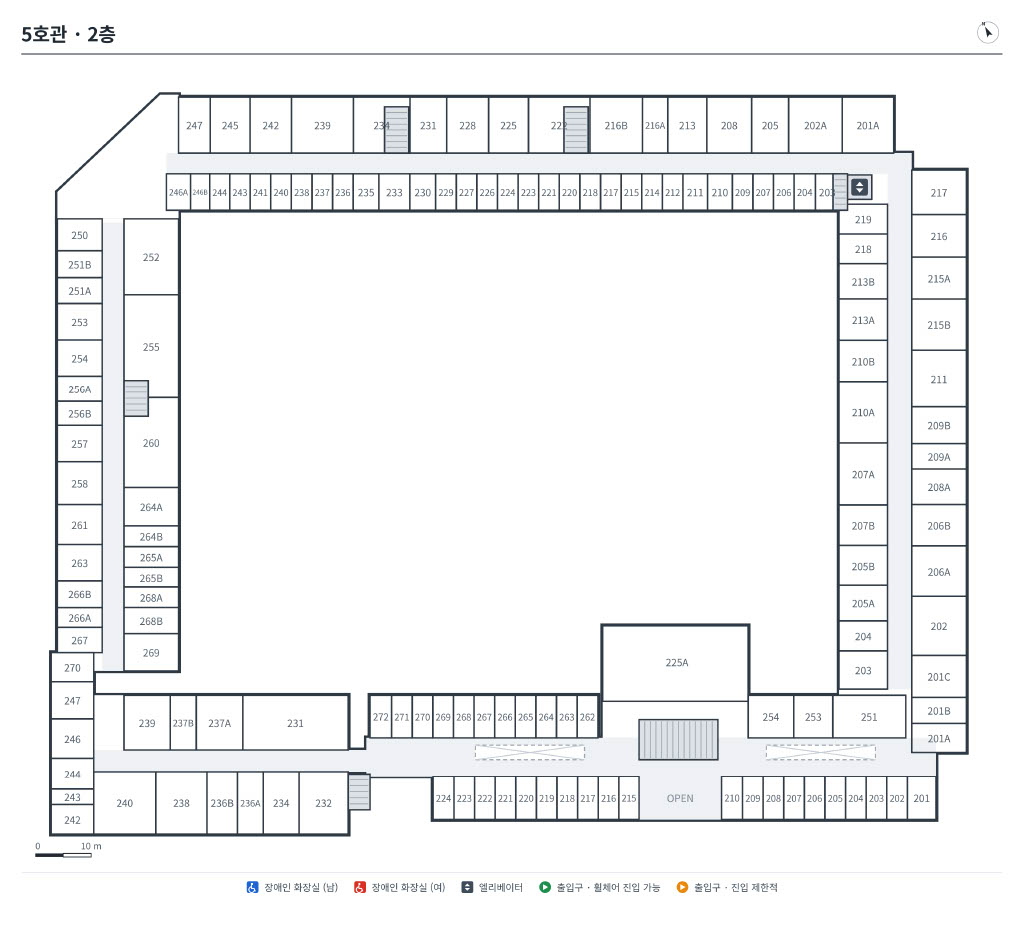 5호관 · 2층
N
247 245 242 239 234 231 228 225 222 216B 216A 213 208 205 202A 201A
246A 246B 244 243 241 240 238 237 236 235 233 230 229 227 226 224 223 221 220 218 217 215 214 212 211 210 209 207 206 204 203
217
219
216
218
250
252
251B
215A
213B
251A
253
213A
215B
255
254
210B
211
256A
256B
210A
209B
257
260
209A
258
207A
208A
264A
261
207B
206B
264B
265A
263
205B
206A
265B
266B
268A
205A
266A
268B
202
267
204
269
225A
270
203
201C
247
239 237B 237A 231
272 271 270 269 268 267 266 265 264 263 262
254 253 251
201B
246
201A
244
243
242
240 238 236B 236A 234 232
224 223 222 221 220 219 218 217 216 215
OPEN
210 209 208 207 206 205 204 203 202 201
0 10 m
장애인 화장실 (남) 장애인 화장실 (여) 엘리베이터 출입구 · 휠체어 진입 가능 출입구 · 진입 제한적